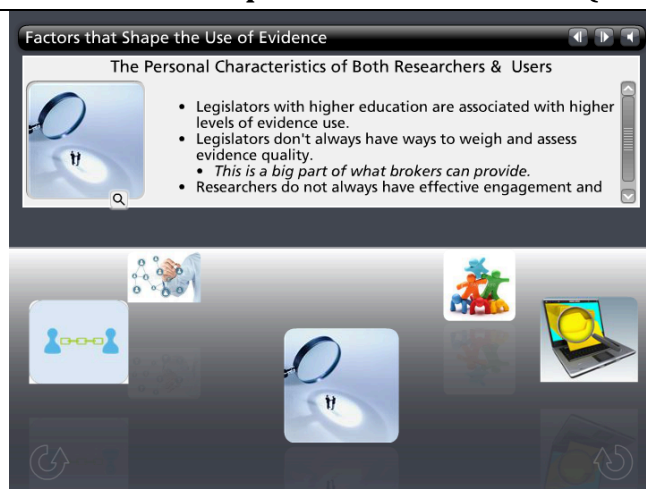 Factors that Shape the Use of Evidence
The Personal Characteristics of Both Researchers & Users
• Legislators with higher education are associated with higher
levels of evidence use.
• Legislators don't always have ways to weigh and assess
evidence quality.
• This is a big part of what brokers can provide.
• Researchers do not always have effective engagement and